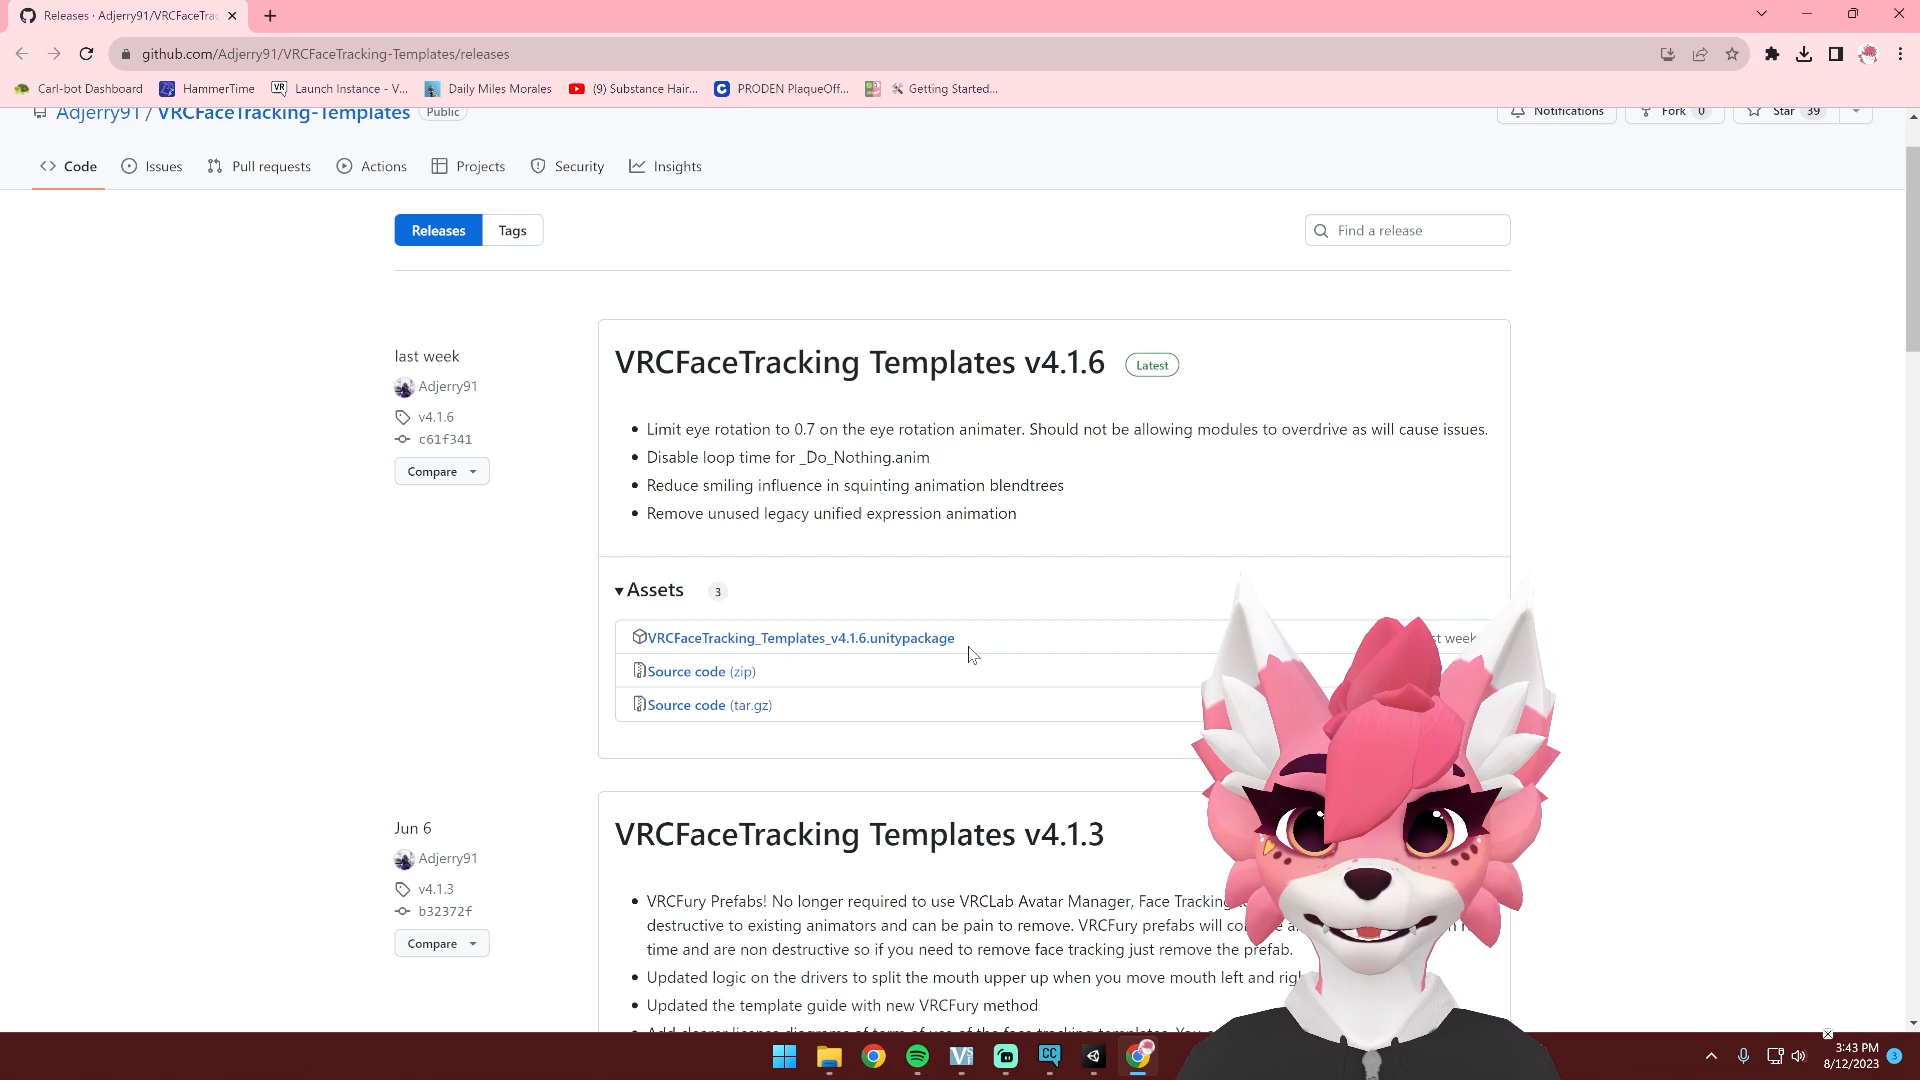 Releases · Adjerry91/VRCFaceTrac
github.com/Adjerry91/VRCFaceTracking-Templates/releases
Carl-bot Dashboard
HammerTime
VR
Launch Instance - V...
Daily Miles Morales
(9) Substance Hair...
PRODEN PlaqueOff...
Getting Started...
Adjerry91 / VRCFaceTracking-Templates
Public
Notifications
Fork 0
Star 39
Code
Issues
Pull requests
Actions
Projects
Security
Insights
Releases
Tags
Find a release
last week
Adjerry91
v4.1.6
c61f341
Compare
VRCFaceTracking Templates v4.1.6
Latest
• Limit eye rotation to 0.7 on the eye rotation animater. Should not be allowing modules to overdrive as will cause issues.
• Disable loop time for _Do_Nothing.anim
• Reduce smiling influence in squinting animation blendtrees
• Remove unused legacy unified expression animation
Assets 3
VRCFaceTracking_Templates_v4.1.6.unitypackage
st week
Source code (zip)
Source code (tar.gz)
Jun 6
Adjerry91
v4.1.3
b32372f
Compare
VRCFaceTracking Templates v4.1.3
• VRCFury Prefabs! No longer required to use VRCLab Avatar Manager, Face Tracking
destructive to existing animators and can be pain to remove. VRCFury prefabs will
time and are non destructive so if you need to remove face tracking just remove the prefab.
• Updated logic on the drivers to split the mouth upper up when you move mouth left and righ
• Updated the template guide with new VRCFury method
CC
3:43 PM
8/12/2023
3